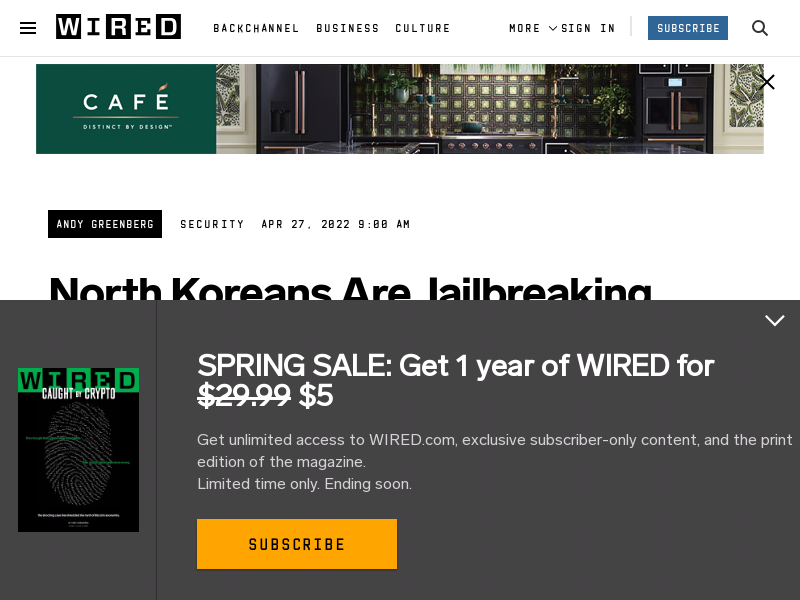 WIRED
BACKCHANNEL BUSINESS CULTURE MORE SIGN IN SUBSCRIBE
CAFÉ
DISTINCT BY DESIGN™
ANDY GREENBERG SECURITY APR 27, 2022 9:00 AM
North Koreans Are Jailbreaking
WIRED
CAUGHT BY CRYPTO
SPRING SALE: Get 1 year of WIRED for
$29.99 $5
Get unlimited access to WIRED.com, exclusive subscriber-only content, and the print
edition of the magazine.
Limited time only. Ending soon.
SUBSCRIBE